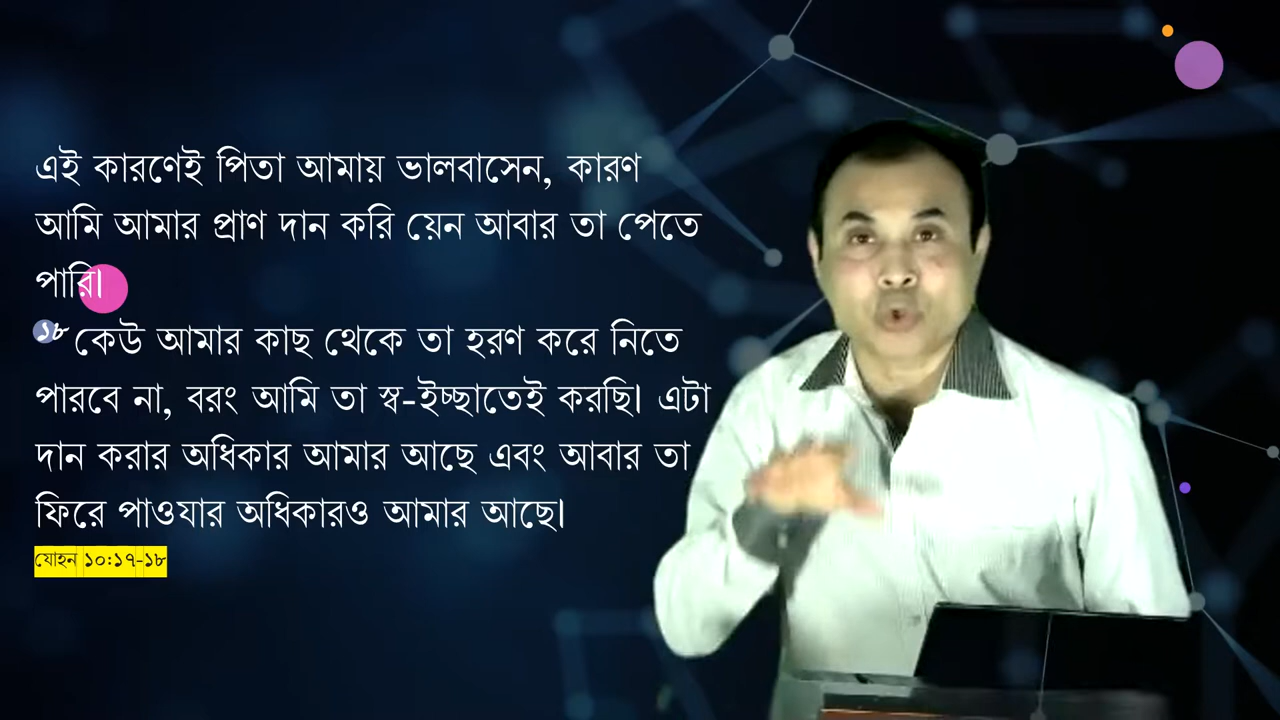 এই কারণেই পিতা আমায় ভালবাসেন, কারণ
আমি আমার প্রাণ দান করি য়েন আবার তা পেতে
পারি৷
১৮ কেউ আমার কাছ থেকে তা হরণ করে নিতে
পারবে না, বরং আমি তা স্ব-ইচ্ছাতেই করছি৷ এটা
দান করার অধিকার আমার আছে এবং আবার তা
ফিরে পাওযার অধিকারও আমার আছে৷
যোহন ১০:১৭-১৮